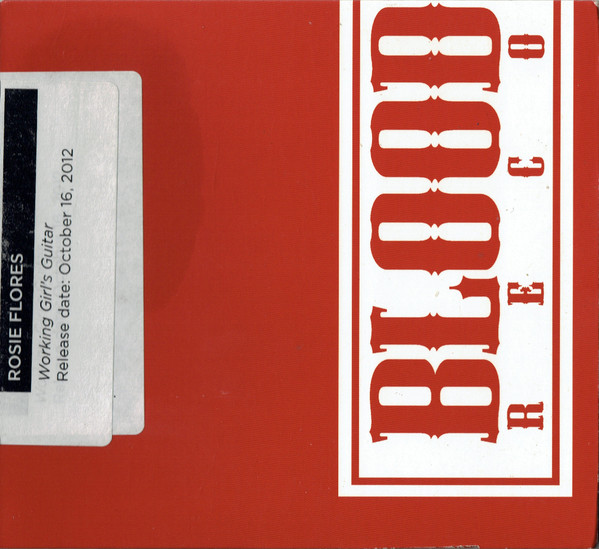 ROSIE FLORES
Working Girl's Guitar
Release date: October 16, 2012
BLOOD
RECO